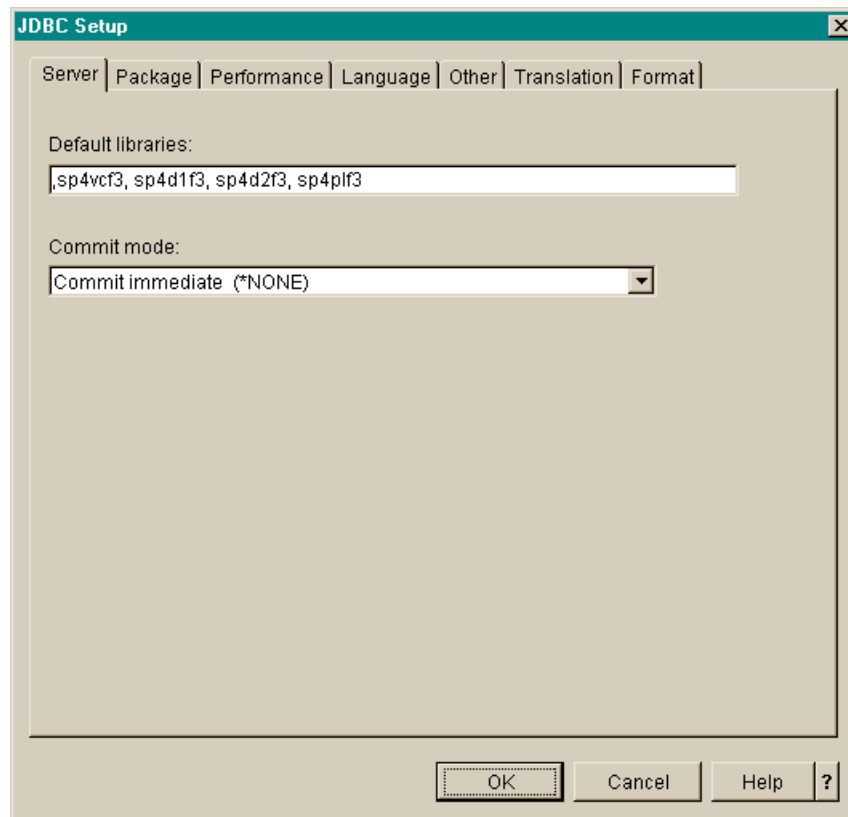 JDBC Setup
Server Package Performance Language Other Translation Format
Default libraries:
,sp4vcf3, sp4d1f3, sp4d2f3, sp4plf3
Commit mode:
Commit immediate (*NONE)
OK Cancel Help ?